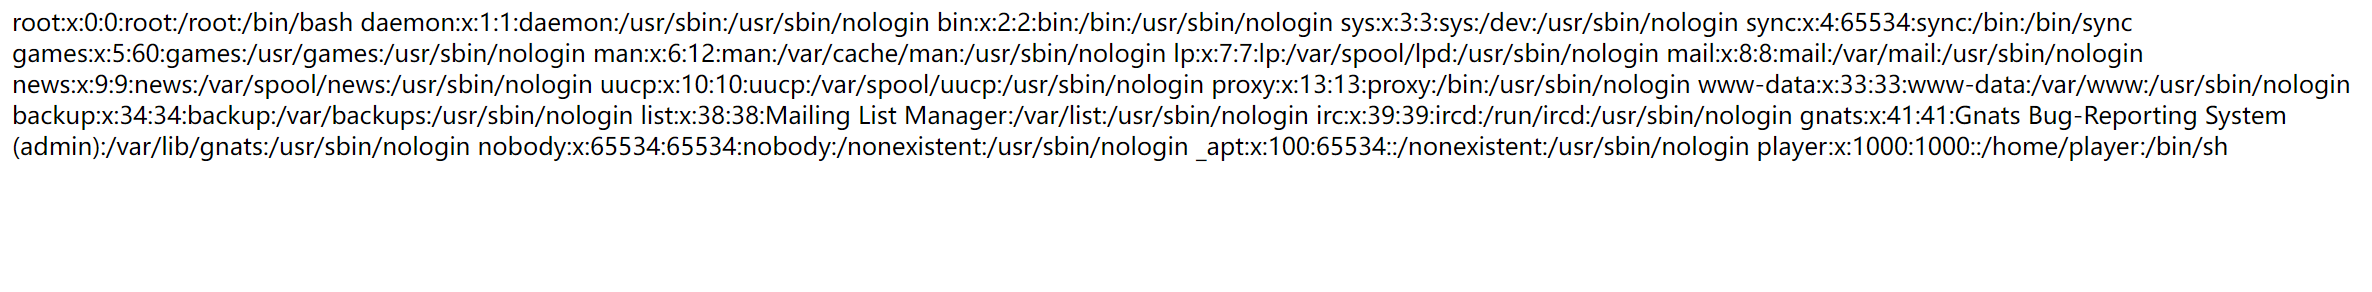 root:x:0:0:root:/root:/bin/bash daemon:x:1:1:daemon:/usr/sbin:/usr/sbin/nologin bin:x:2:2:bin:/bin:/usr/sbin/nologin sys:x:3:3:sys:/dev:/usr/sbin/nologin sync:x:4:65534:sync:/bin:/bin/sync
games:x:5:60:games:/usr/games:/usr/sbin/nologin man:x:6:12:man:/var/cache/man:/usr/sbin/nologin lp:x:7:7:lp:/var/spool/lpd:/usr/sbin/nologin mail:x:8:8:mail:/var/mail:/usr/sbin/nologin
news:x:9:9:news:/var/spool/news:/usr/sbin/nologin uucp:x:10:10:uucp:/var/spool/uucp:/usr/sbin/nologin proxy:x:13:13:proxy:/bin:/usr/sbin/nologin www-data:x:33:33:www-data:/var/www:/usr/sbin/nologin
backup:x:34:34:backup:/var/backups:/usr/sbin/nologin list:x:38:38:Mailing List Manager:/var/list:/usr/sbin/nologin irc:x:39:39:ircd:/run/ircd:/usr/sbin/nologin gnats:x:41:41:Gnats Bug-Reporting System
(admin):/var/lib/gnats:/usr/sbin/nologin nobody:x:65534:65534:nobody:/nonexistent:/usr/sbin/nologin _apt:x:100:65534::/nonexistent:/usr/sbin/nologin player:x:1000:1000::/home/player:/bin/sh